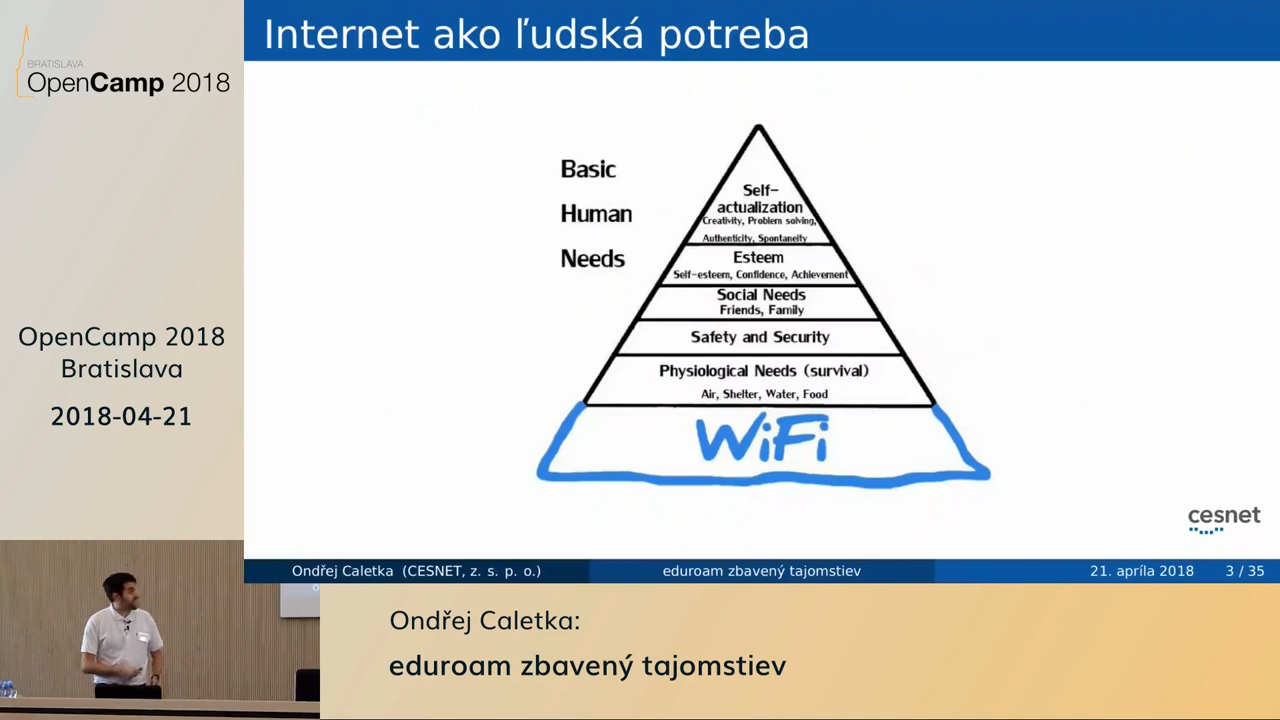 BRATISLAVA
OpenCamp 2018
OpenCamp 2018
Bratislava
2018-04-21
Internet ako ľudská potreba
Basic
Human
Needs
Self-
actualization
Creativity, Problem solving,
Authenticity, Spontaneity
Esteem
Self-esteem, Confidence, Achievement
Social Needs
Friends, Family
Safety and Security
Physiological Needs (survival)
Air, Shelter, Water, Food
WiFi
cesnet
Ondřej Caletka (CESNET, z. s. p. o.) eduroam zbavený tajomstiev 21. apríla 2018 3 / 35
Ondřej Caletka:
eduroam zbavený tajomstiev